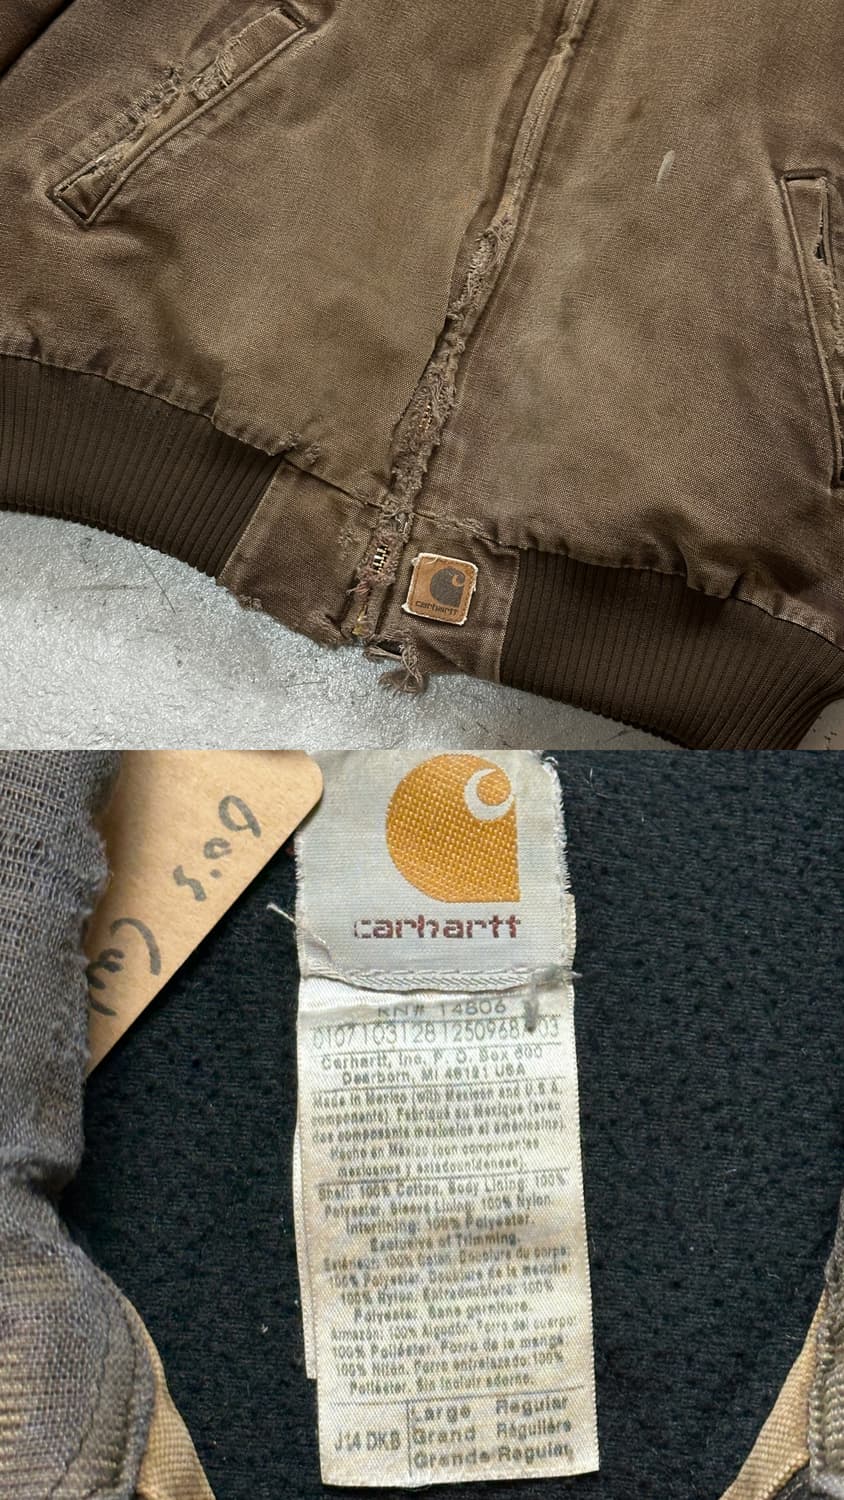 carhartt
60's
carhartt
RN# 14806
Carhartt, Inc. P. O. Box 600
Dearborn, MI 48121 USA
Made in Mexico (with Mexican and U.S.A.
components). Fabriqué au Mexique (avec
des composants mexicains et américains).
Hecho en México (con componentes
mexicanos y estadounidenses).
Shell: 100% Cotton. Body Lining: 100%
Polyester. Sleeve Lining: 100% Nylon.
Interlining: 100% Polyester.
Exclusive of Trimming.
Extérieur: 100% Coton. Doublure du corps:
100% Polyester. Doublure de la manche:
100% Nylon. Entredoublure: 100%
Polyester. Sans garniture.
Armazón: 100% Algodón. Forro del cuerpo:
100% Poliéster. Forro de la manga
100% Nilón. Forro entrelazado: 100%
Poliéster. Sin incluir adorno.
J14 DKB
Large Regular
Grand Régulière
Grande Regular